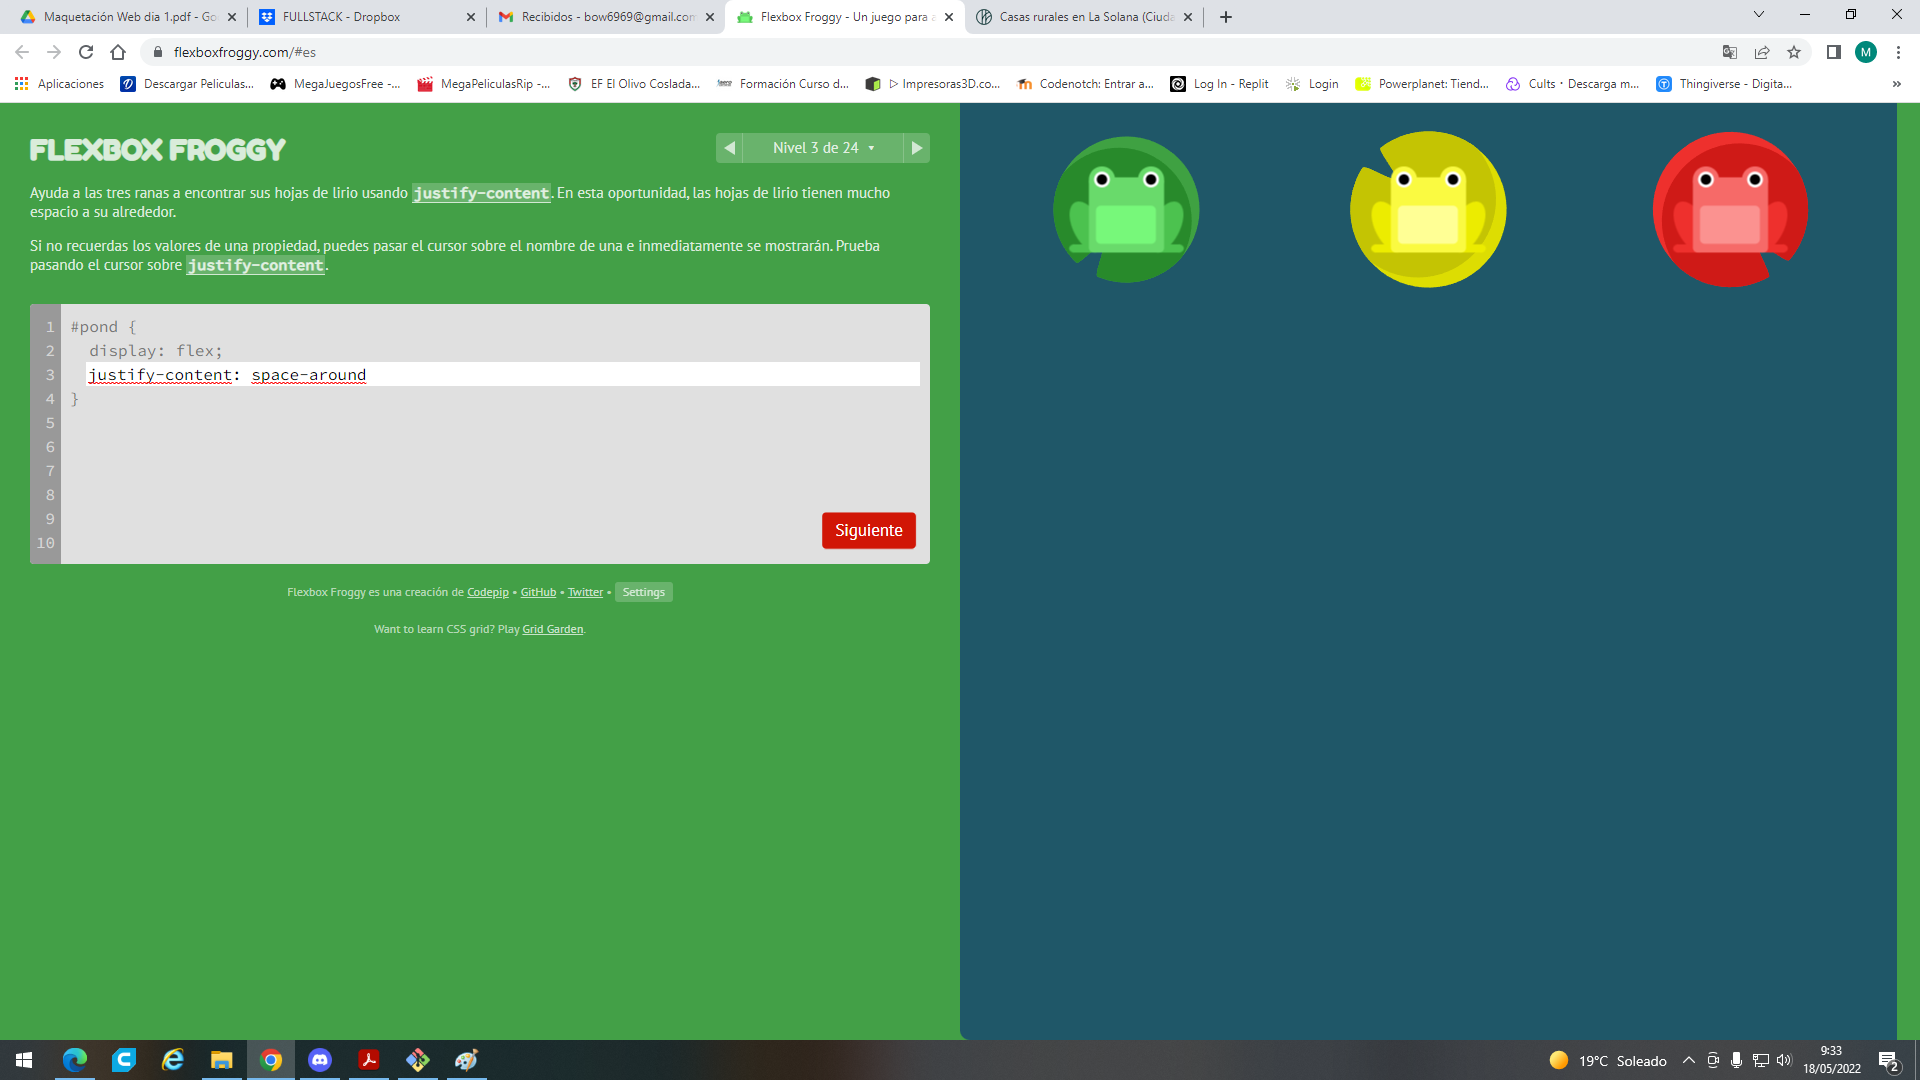 Maquetación Web dia 1.pdf - Go
FULLSTACK - Dropbox
Recibidos - bow6969@gmail.com
Flexbox Froggy - Un juego para a
Casas rurales en La Solana (Ciuda
flexboxfroggy.com/#es
M
Aplicaciones
Descargar Peliculas...
MegaJuegosFree -...
MegaPeliculasRip -...
EF El Olivo Coslada...
Formación Curso d...
▷ Impresoras3D.co...
Codenotch: Entrar a...
Log In - Replit
Login
Powerplanet: Tiend...
Cults · Descarga m...
Thingiverse - Digita...
»
FLEXBOX FROGGY
Nivel 3 de 24
Ayuda a las tres ranas a encontrar sus hojas de lirio usando justify-content. En esta oportunidad, las hojas de lirio tienen mucho
espacio a su alrededor.
Si no recuerdas los valores de una propiedad, puedes pasar el cursor sobre el nombre de una e inmediatamente se mostrarán. Prueba
pasando el cursor sobre justify-content.
1 #pond {
2 display: flex;
3 justify-content: space-around
4 }
5
6
7
8
9
10
Siguiente
Flexbox Froggy es una creación de Codepip • GitHub • Twitter • Settings
Want to learn CSS grid? Play Grid Garden.
19°C Soleado
9:33
18/05/2022
2